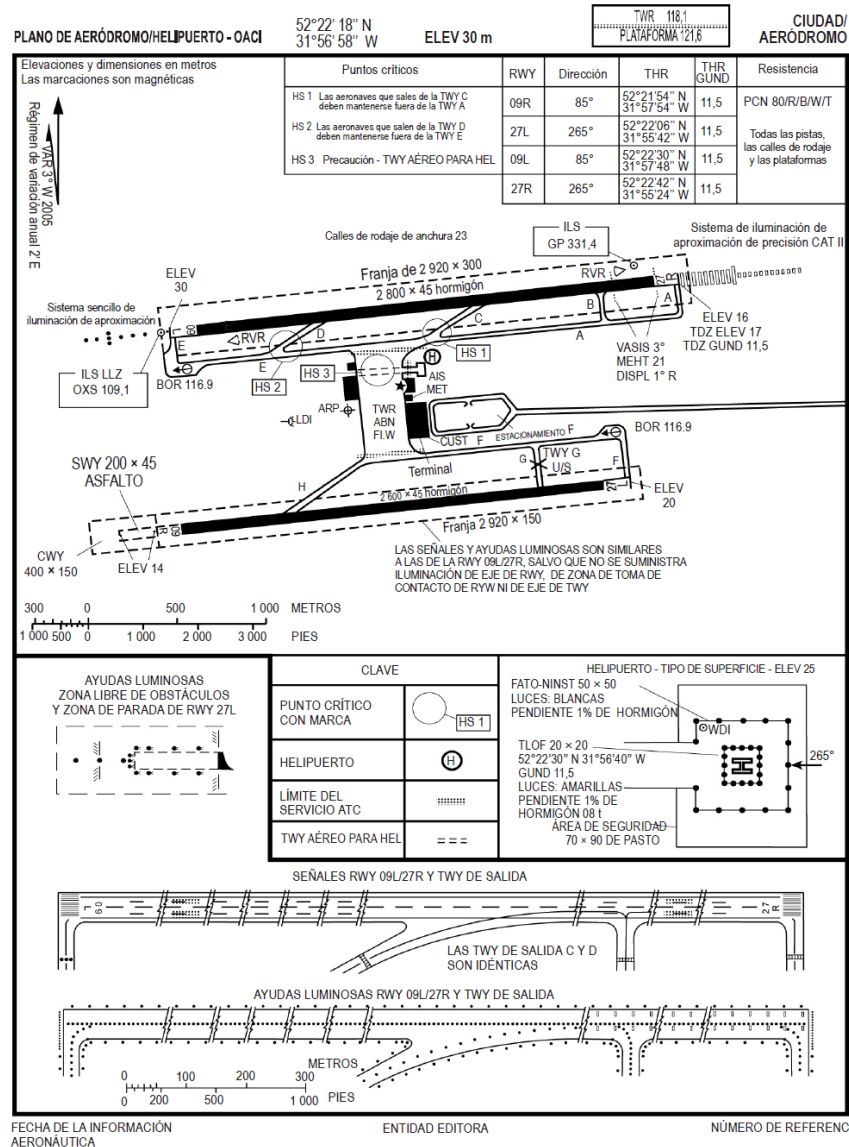 PLANO DE AERÓDROMO/HELIPUERTO - OACI
52°22' 18" N
31°56' 58" W
ELEV 30 m
TWR 118,1
PLATAFORMA 121,6
CIUDAD/
AERÓDROMO
Elevaciones y dimensiones en metros
Las marcaciones son magnéticas
VAR 3° W 2005
Régimen de variación anual 2'E
Puntos críticos
RWY
Dirección
THR
THR
GUND
Resistencia
HS 1 Las aeronaves que sales de la TWY C
deben mantenerse fuera de la TWY A
HS 2 Las aeronaves que salen de la TWY D
deben mantenerse fuera de la TWY E
HS 3 Precaución - TWY AÉREO PARA HEL
09R 85° 52°21'54" N 31°57'54" W 11,5
27L 265° 52°22'06" N 31°55'42" W 11,5
09L 85° 52°22'30" N 31°57'48" W 11,5
27R 265° 52°22'42" N 31°55'24" W 11,5
PCN 80/R/B/W/T
Todas las pistas,
las calles de rodaje
y las plataformas
Calles de rodaje de anchura 23
ILS
GP 331,4
Sistema de iluminación de
aproximación de precisión CAT II
ELEV
30
Franja de 2 920 × 300
2 800 × 45 hormigón
RVR
27
R
Sistema sencillo de
iluminación de aproximación
09
L
E
RVR
D
C
B
A
A
E
ELEV 16
TDZ ELEV 17
TDZ GUND 11,5
VASIS 3°
MEHT 21
DISPL 1° R
ILS LLZ
OXS 109,1
BOR 116.9
HS 2
HS 3
HS 1
H
AIS
MET
ARP
LDI
TWR
ABN
FI.W
CUST
F
ESTACIONAMIENTO
F
BOR 116.9
Terminal
G
TWY G
U/S
F
27
L
ELEV
20
SWY 200 × 45
ASFALTO
H
2 600 × 45 hormigón
Franja 2 920 × 150
09
R
CWY
400 × 150
ELEV 14
LAS SEÑALES Y AYUDAS LUMINOSAS SON SIMILARES
A LAS DE LA RWY 09L/27R, SALVO QUE NO SE SUMINISTRA
ILUMINACIÓN DE EJE DE RWY, DE ZONA DE TOMA DE
CONTACTO DE RYW NI DE EJE DE TWY
300 0 500 1 000 METROS
1 000 500 0 1 000 2 000 3 000 PIES
AYUDAS LUMINOSAS
ZONA LIBRE DE OBSTÁCULOS
Y ZONA DE PARADA DE RWY 27L
CLAVE
PUNTO CRÍTICO
CON MARCA
HS 1
HELIPUERTO
H
LÍMITE DEL
SERVICIO ATC
TWY AÉREO PARA HEL
HELIPUERTO - TIPO DE SUPERFICIE - ELEV 25
FATO-NINST 50 × 50
LUCES: BLANCAS
PENDIENTE 1% DE HORMIGÓN
WDI
TLOF 20 × 20
52°22'30" N 31°56'40" W
GUND 11,5
LUCES: AMARILLAS
PENDIENTE 1% DE
HORMIGÓN 08 t
ÁREA DE SEGURIDAD
70 × 90 DE PASTO
H
265°
SEÑALES RWY 09L/27R Y TWY DE SALIDA
09
L
27
R
LAS TWY DE SALIDA C Y D
SON IDÉNTICAS
AYUDAS LUMINOSAS RWY 09L/27R Y TWY DE SALIDA
METROS
0 100 200 300
0 200 500 1 000 PIES
FECHA DE LA INFORMACIÓN
AERONÁUTICA
ENTIDAD EDITORA
NÚMERO DE REFERENC